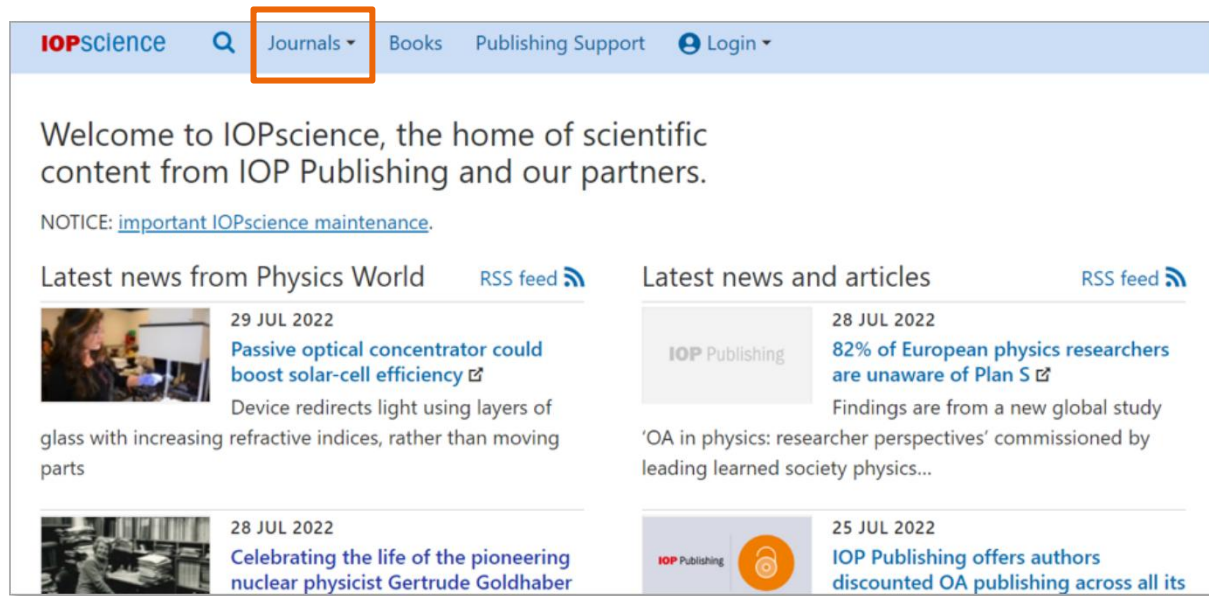 IOPscience Journals Books Publishing Support Login
Welcome to IOPscience, the home of scientific
content from IOP Publishing and our partners.
NOTICE: important IOPscience maintenance.
Latest news from Physics World RSS feed
29 JUL 2022
Passive optical concentrator could
boost solar-cell efficiency
Device redirects light using layers of
glass with increasing refractive indices, rather than moving
parts
28 JUL 2022
Celebrating the life of the pioneering
nuclear physicist Gertrude Goldhaber
Latest news and articles RSS feed
IOP Publishing
28 JUL 2022
82% of European physics researchers
are unaware of Plan S
Findings are from a new global study
‘OA in physics: researcher perspectives’ commissioned by
leading learned society physics...
IOP Publishing
25 JUL 2022
IOP Publishing offers authors
discounted OA publishing across all its